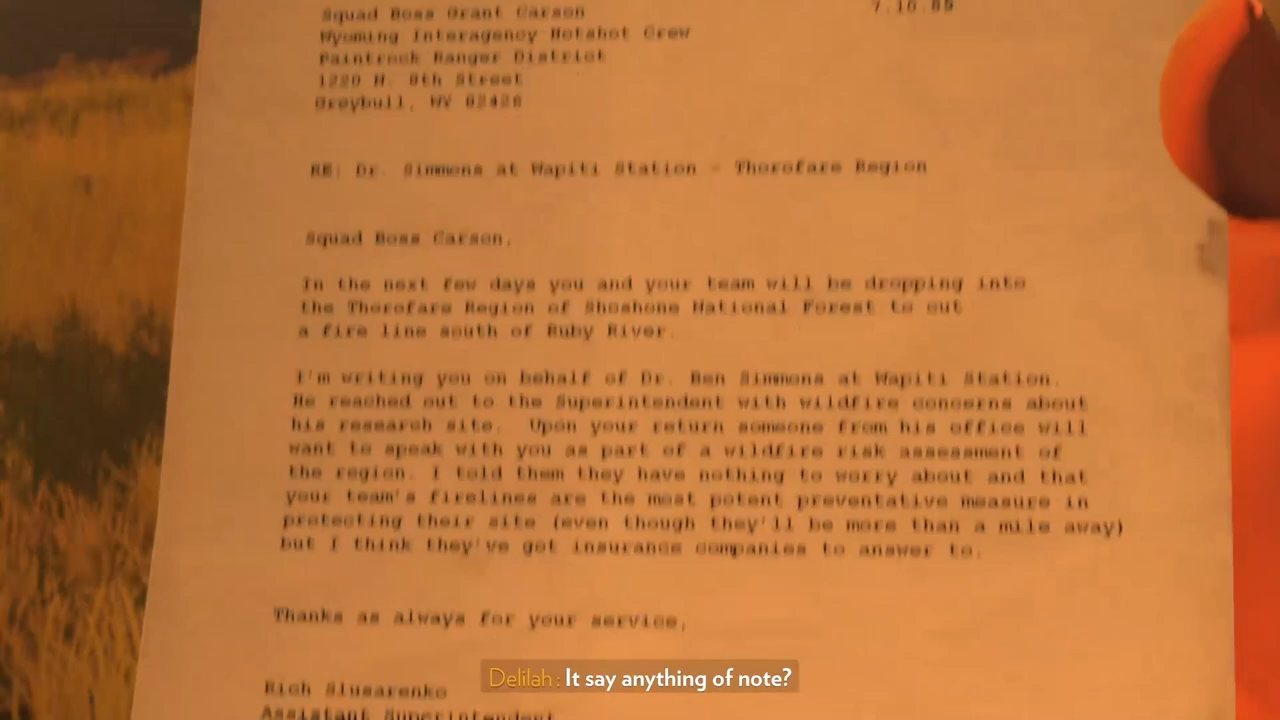 Squad Boss Grant Carson
7.10.89
Wyoming Interagency Hotshot Crew
Paintrock Ranger District
1220 N. 8th Street
Greybull, WY 82426
RE: Dr. Simmons at Wapiti Station - Thorofare Region
Squad Boss Carson,
In the next few days you and your team will be dropping into
the Thorofare Region of Shoshone National Forest to cut
a fire line south of Ruby River.
I'm writing you on behalf of Dr. Ben Simmons at Wapiti Station.
He reached out to the Superintendent with wildfire concerns about
his research site. Upon your return someone from his office will
want to speak with you as part of a wildfire risk assessment of
the region. I told them they have nothing to worry about and that
your team's firelines are the most potent preventative measure in
protecting their site (even though they'll be more than a mile away)
but I think they've got insurance companies to answer to.
Thanks as always for your service,
Rich Slusarenko
Assistant Superintendent
Delilah: It say anything of note?